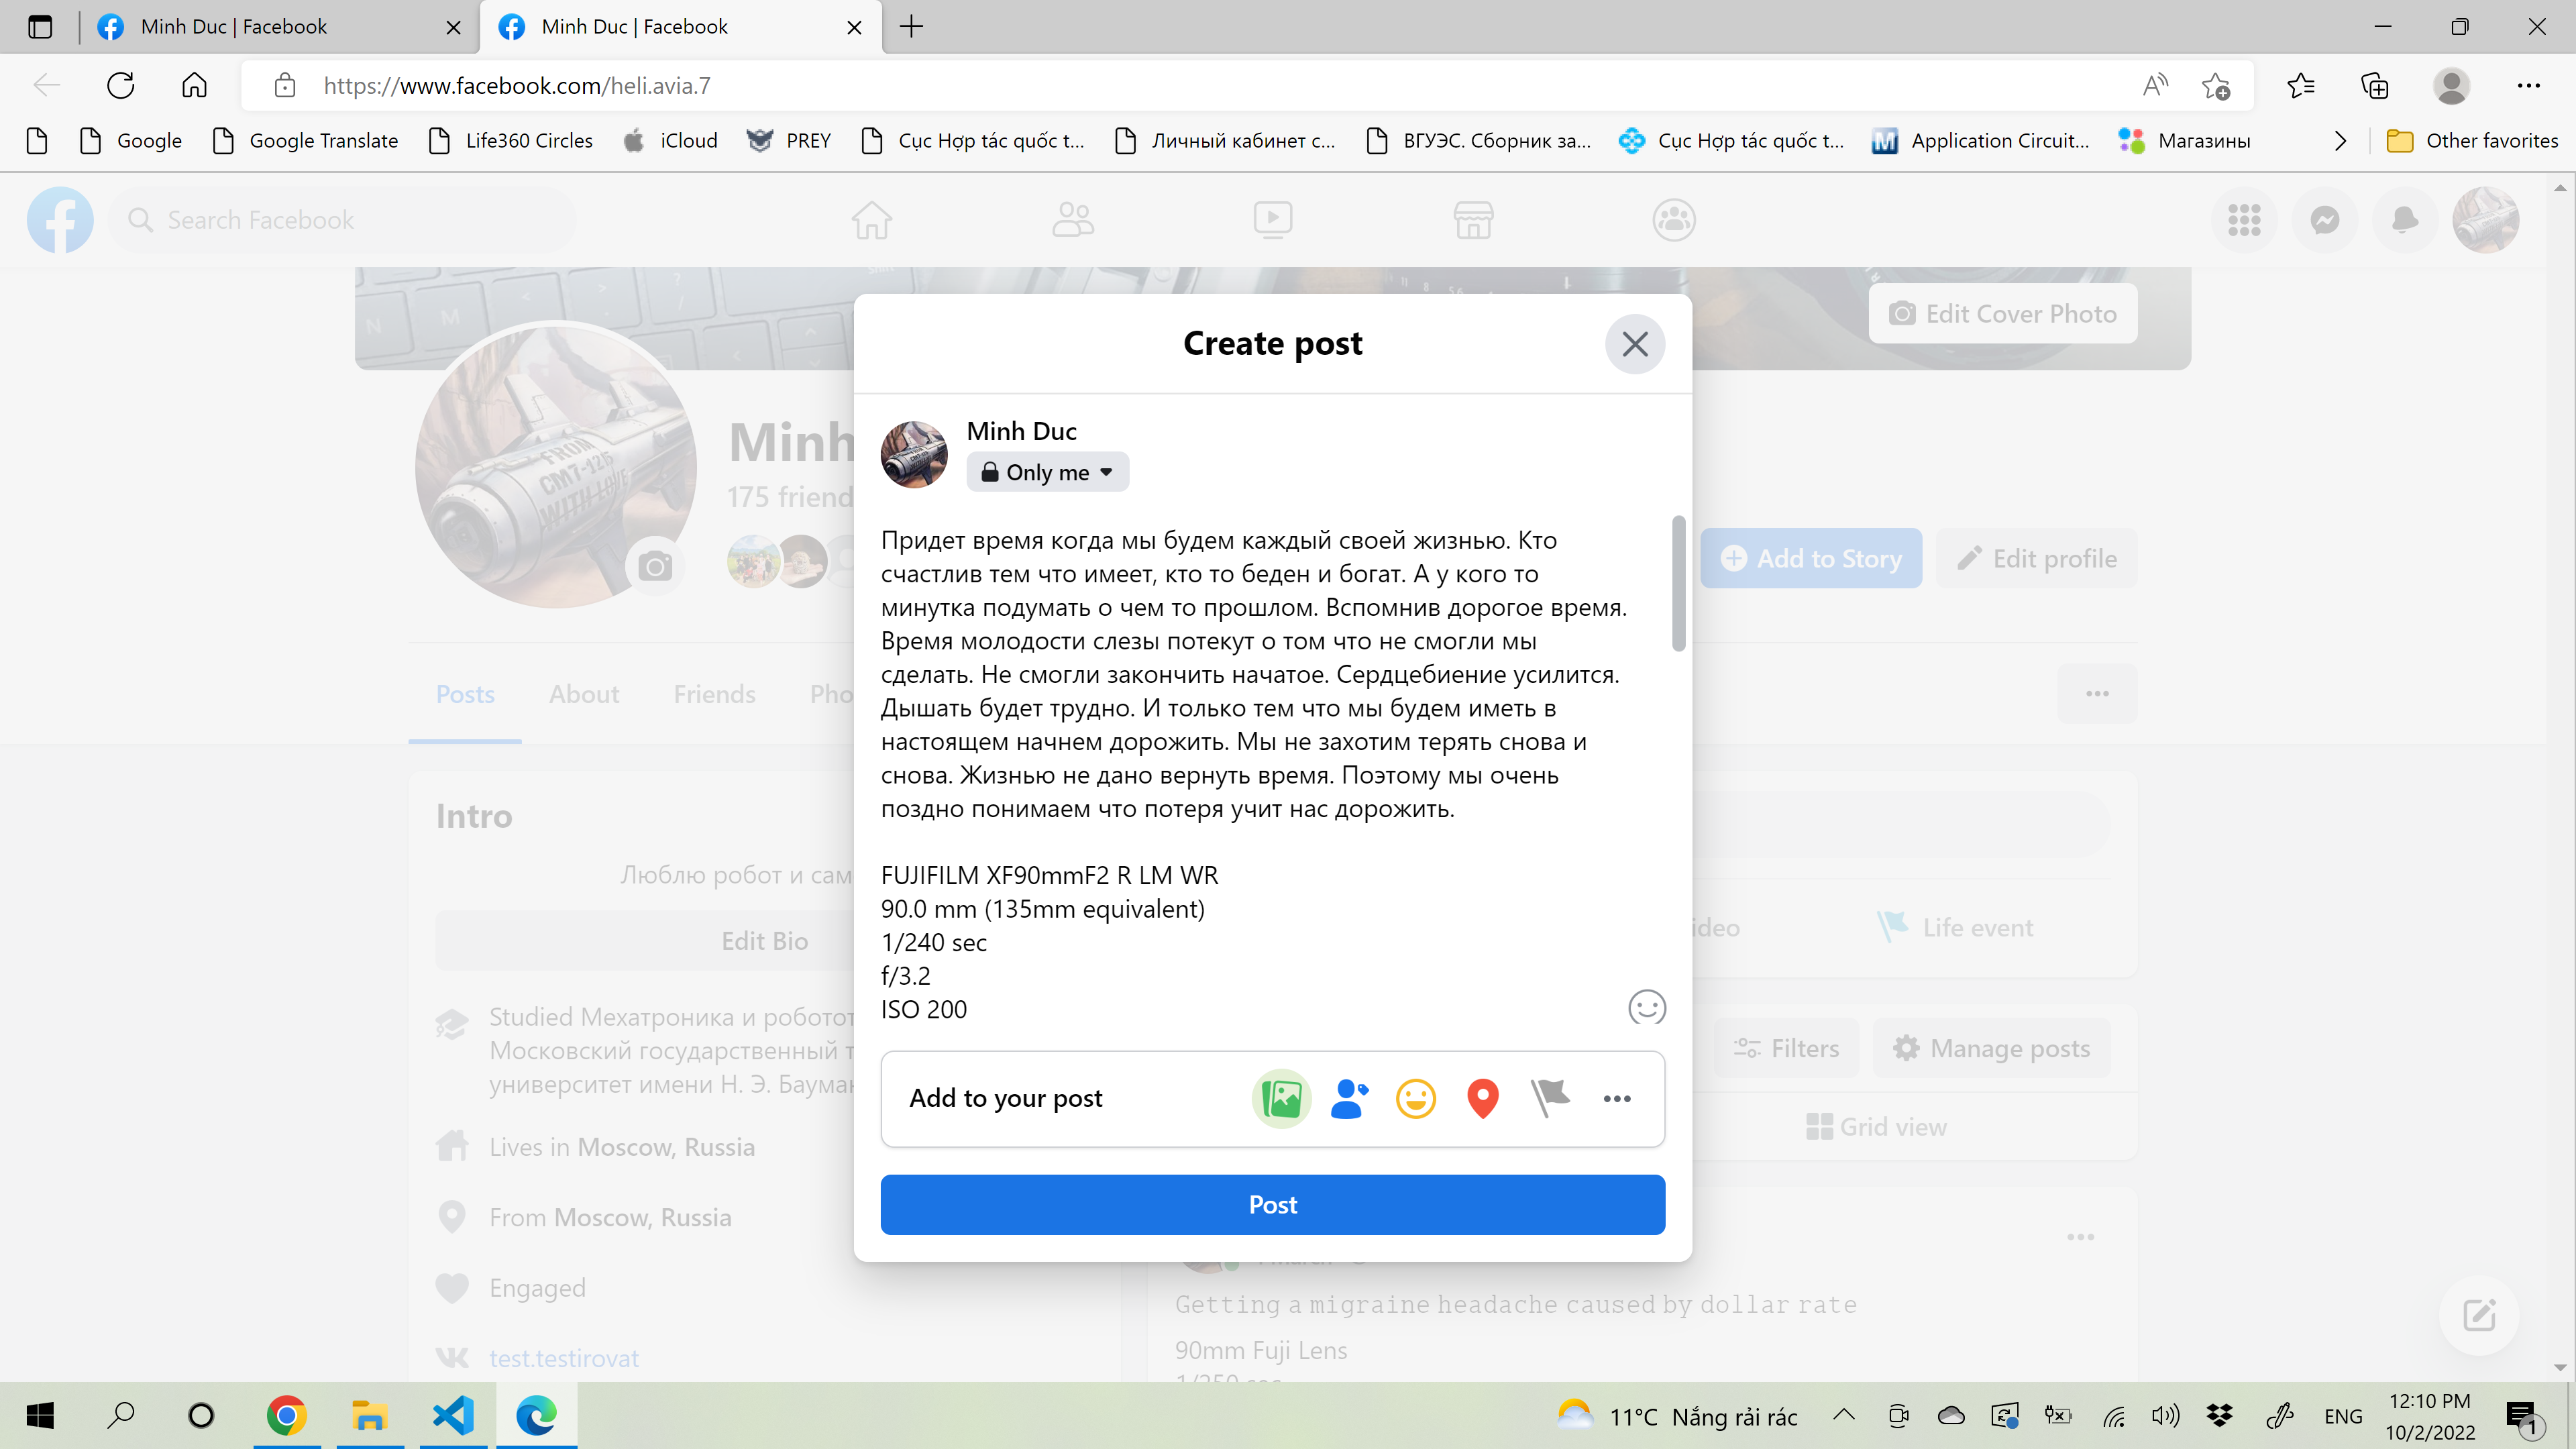 Minh Duc | Facebook
Minh Duc | Facebook
https://www.facebook.com/heli.avia.7
Google
Google Translate
Life360 Circles
iCloud
PREY
Cục Hợp tác quốc t...
Личный кабинет с...
ВГУЭС. Сборник за...
Cục Hợp tác quốc t...
Application Circuit...
Магазины
Other favorites
Search Facebook
Edit Cover Photo
Create post
Minh Duc
Only me
Minh
175 friend
FROM
CM7-126
WITH LOVE
Add to Story
Edit profile
Придет время когда мы будем каждый своей жизнью. Кто
счастлив тем что имеет, кто то беден и богат. А у кого то
минутка подумать о чем то прошлом. Вспомнив дорогое время.
Время молодости слезы потекут о том что не смогли мы
сделать. Не смогли закончить начатое. Сердцебиение усилится.
Дышать будет трудно. И только тем что мы будем иметь в
настоящем начнем дорожить. Мы не захотим терять снова и
снова. Жизнью не дано вернуть время. Поэтому мы очень
поздно понимаем что потеря учит нас дорожить.
FUJIFILM XF90mmF2 R LM WR
90.0 mm (135mm equivalent)
1/240 sec
f/3.2
ISO 200
Add to your post
Post
Posts
About
Friends
Pho
Intro
Люблю робот и сам
Edit Bio
Studied Мехатроника и робото
Московский государственный т
университет имени Н. Э. Баума
Lives in Moscow, Russia
From Moscow, Russia
Engaged
test.testirovat
ideo
Life event
Filters
Manage posts
Grid view
Getting a migraine headache caused by dollar rate
90mm Fuji Lens
1/250 sec
11°C Nắng rải rác
ENG
12:10 PM
10/2/2022
1